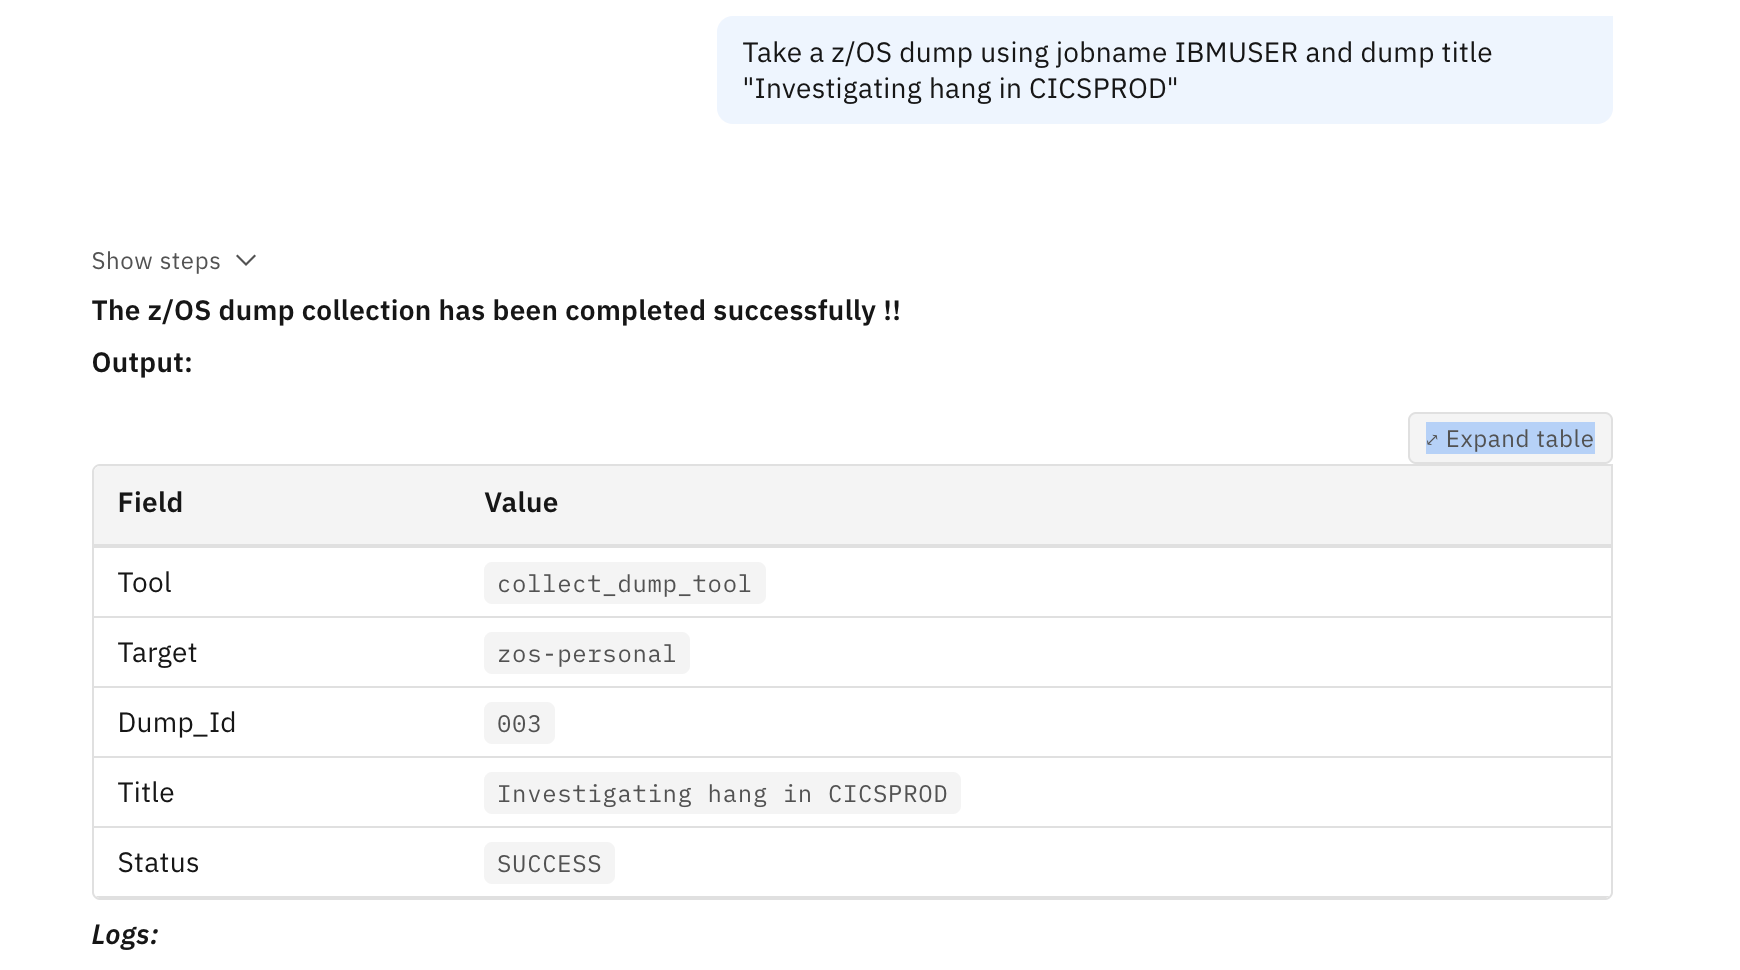 Take a z/OS dump using jobname IBMUSER and dump title
"Investigating hang in CICSPROD"
Show steps
The z/OS dump collection has been completed successfully !!
Output:
⤢ Expand table
Field Value
Tool collect_dump_tool
Target zos-personal
Dump_Id 003
Title Investigating hang in CICSPROD
Status SUCCESS
Logs: